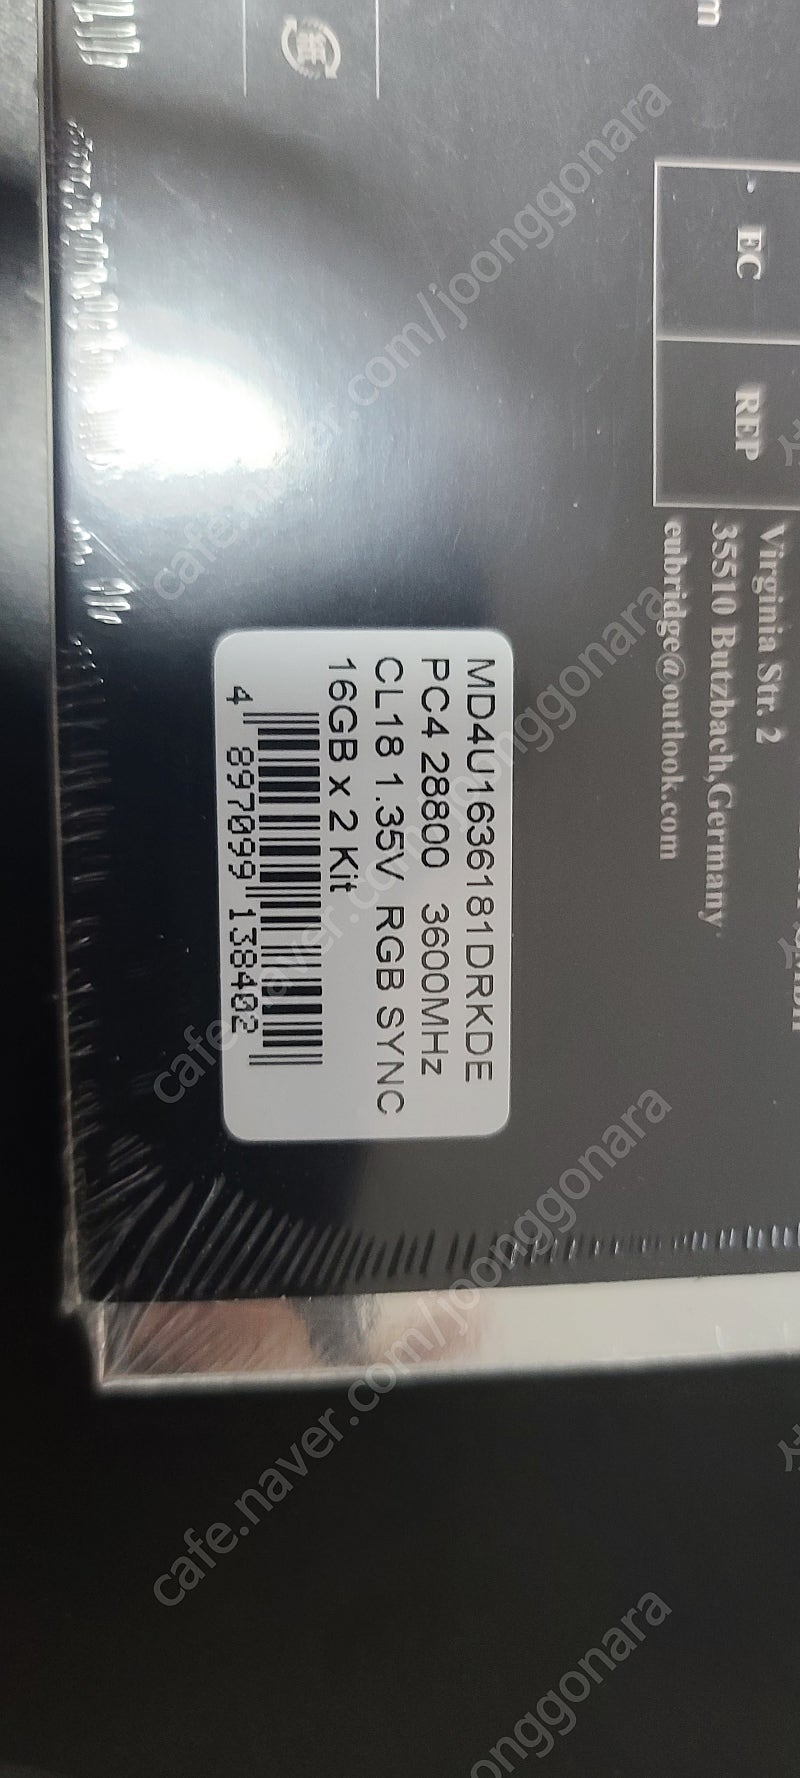 EC REP
Virginia Str. 2
35510 Butzbach,Germany
eubridge@outlook.com
MD4U1636181DRKDE
PC4 28800 3600MHz
CL18 1.35V RGB SYNC
16GB x 2 Kit
4 897099 138402
cafe.naver.com/joonggonara
cafe.naver.com/joonggonara
cafe.naver.com/joonggonara
joonggonara